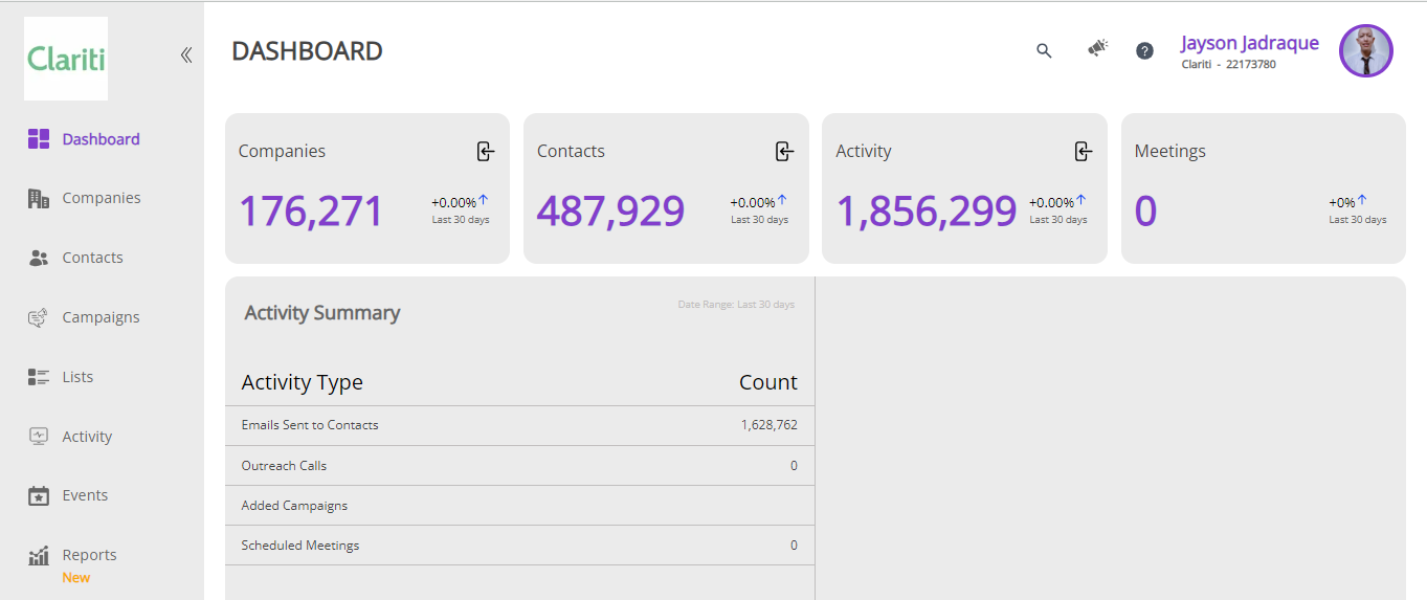 Clariti
DASHBOARD
Jayson Jadraque
Clariti - 22173780
Dashboard
Companies
Contacts
Campaigns
Lists
Activity
Events
Reports
New
Companies
176,271
+0.00%
Last 30 days
Contacts
487,929
+0.00%
Last 30 days
Activity
1,856,299
+0.00%
Last 30 days
Meetings
0
+0%
Last 30 days
Activity Summary
Date Range: Last 30 days
Activity Type Count
Emails Sent to Contacts 1,628,762
Outreach Calls 0
Added Campaigns
Scheduled Meetings 0